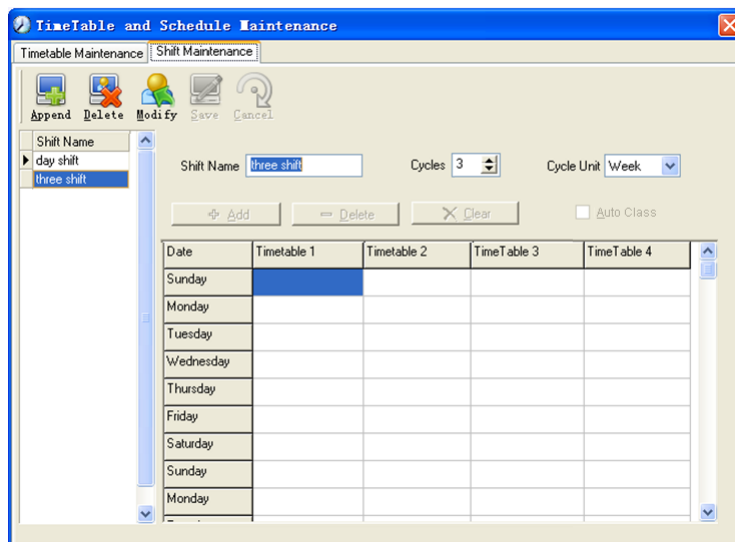 TimeTable and Schedule Maintenance
Timetable Maintenance Shift Maintenance
Append Delete Modify Save Cancel
Shift Name
day shift
three shift
Shift Name three shift Cycles 3 Cycle Unit Week
Add Delete Clear Auto Class
Date Timetable 1 Timetable 2 TimeTable 3 TimeTable 4
Sunday
Monday
Tuesday
Wednesday
Thursday
Friday
Saturday
Sunday
Monday